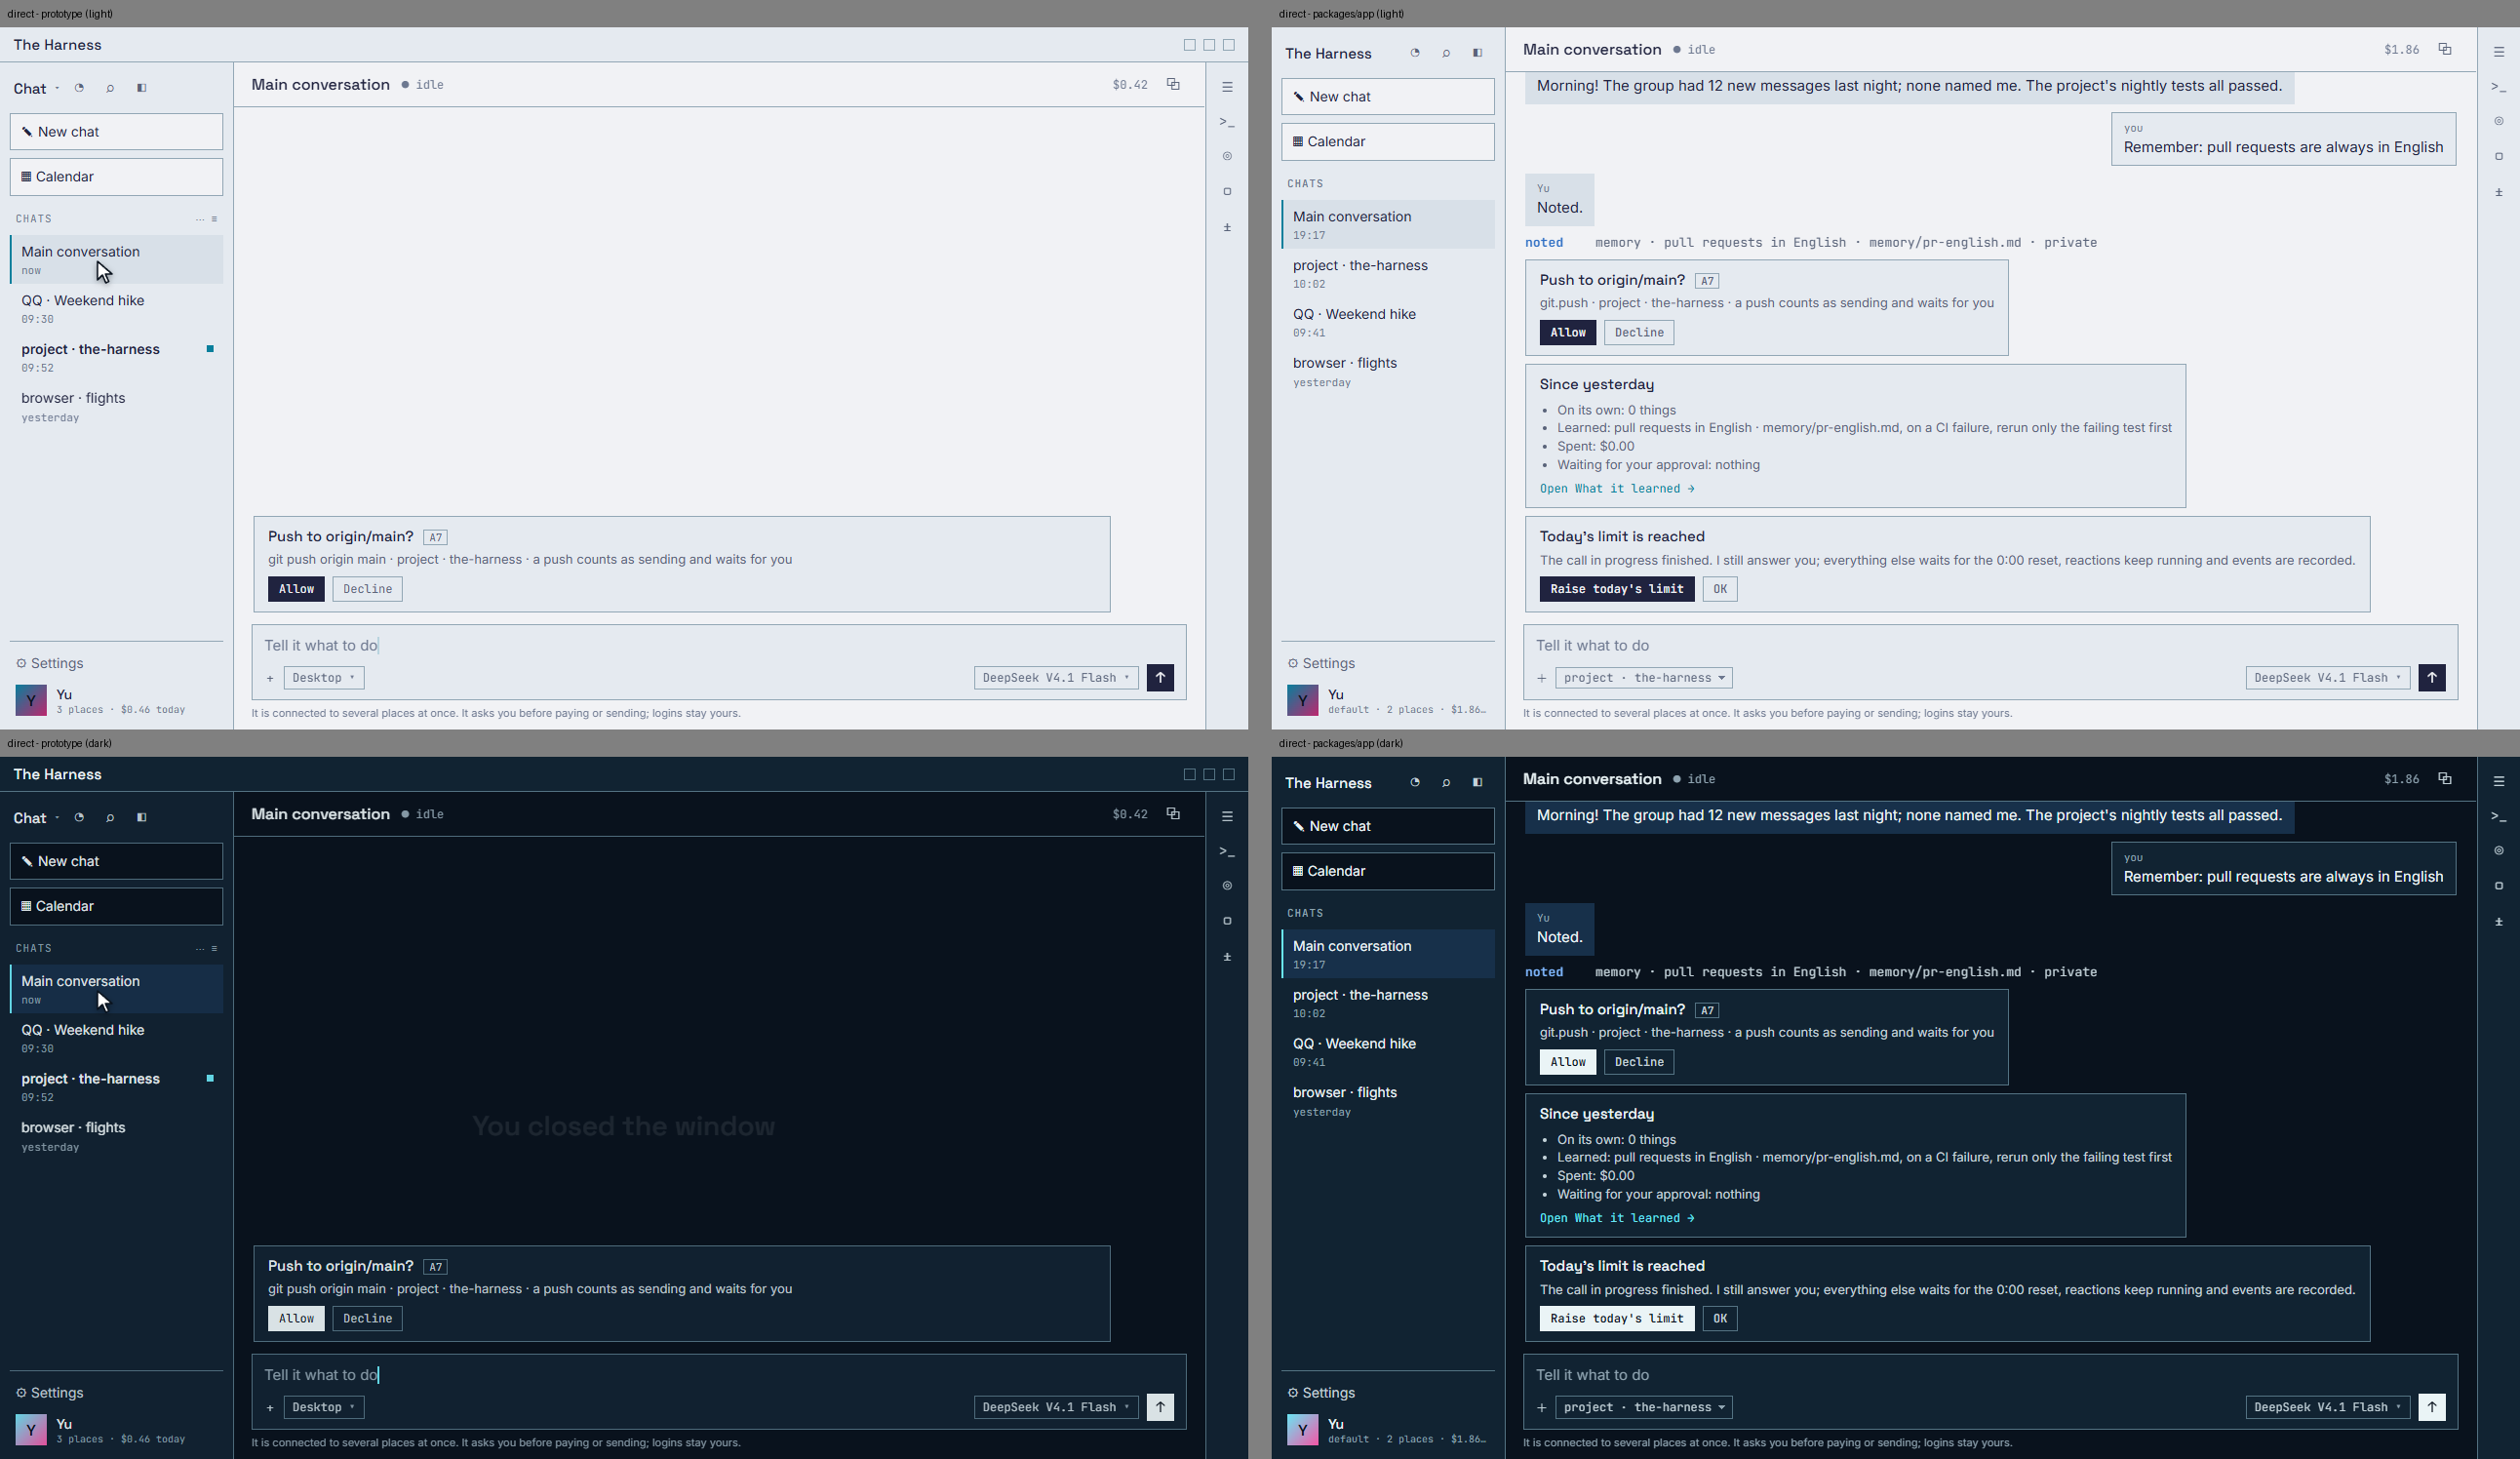 direct - prototype (light)
The Harness
Chat
New chat
Calendar
CHATS
Main conversation
now
QQ · Weekend hike
09:30
project · the-harness
09:52
browser · flights
yesterday
Settings
Y
Yu
3 places · $0.46 today
Main conversation
idle
$0.42
Push to origin/main? A7
git push origin main · project · the-harness · a push counts as sending and waits for you
Allow
Decline
Tell it what to do
+ Desktop
DeepSeek V4.1 Flash
It is connected to several places at once. It asks you before paying or sending; logins stay yours.
direct - packages/app (light)
The Harness
New chat
Calendar
CHATS
Main conversation
19:17
project · the-harness
10:02
QQ · Weekend hike
09:41
browser · flights
yesterday
Settings
Y
Yu
default · 2 places · $1.86…
Main conversation
idle
$1.86
Morning! The group had 12 new messages last night; none named me. The project's nightly tests all passed.
you
Remember: pull requests are always in English
Yu
Noted.
noted memory · pull requests in English · memory/pr-english.md · private
Push to origin/main? A7
git.push · project · the-harness · a push counts as sending and waits for you
Allow
Decline
Since yesterday
• On its own: 0 things
• Learned: pull requests in English · memory/pr-english.md, on a CI failure, rerun only the failing test first
• Spent: $0.00
• Waiting for your approval: nothing
Open What it learned →
Today's limit is reached
The call in progress finished. I still answer you; everything else waits for the 0:00 reset, reactions keep running and events are recorded.
Raise today's limit
OK
Tell it what to do
+ project · the-harness
DeepSeek V4.1 Flash
It is connected to several places at once. It asks you before paying or sending; logins stay yours.
direct - prototype (dark)
The Harness
Chat
New chat
Calendar
CHATS
Main conversation
now
QQ · Weekend hike
09:30
project · the-harness
09:52
browser · flights
yesterday
Settings
Y
Yu
3 places · $0.46 today
Main conversation
idle
$0.42
You closed the window
Push to origin/main? A7
git push origin main · project · the-harness · a push counts as sending and waits for you
Allow
Decline
Tell it what to do
+ Desktop
DeepSeek V4.1 Flash
It is connected to several places at once. It asks you before paying or sending; logins stay yours.
direct - packages/app (dark)
The Harness
New chat
Calendar
CHATS
Main conversation
19:17
project · the-harness
10:02
QQ · Weekend hike
09:41
browser · flights
yesterday
Settings
Y
Yu
default · 2 places · $1.86…
Main conversation
idle
$1.86
Morning! The group had 12 new messages last night; none named me. The project's nightly tests all passed.
you
Remember: pull requests are always in English
Yu
Noted.
noted memory · pull requests in English · memory/pr-english.md · private
Push to origin/main? A7
git.push · project · the-harness · a push counts as sending and waits for you
Allow
Decline
Since yesterday
• On its own: 0 things
• Learned: pull requests in English · memory/pr-english.md, on a CI failure, rerun only the failing test first
• Spent: $0.00
• Waiting for your approval: nothing
Open What it learned →
Today's limit is reached
The call in progress finished. I still answer you; everything else waits for the 0:00 reset, reactions keep running and events are recorded.
Raise today's limit
OK
Tell it what to do
+ project · the-harness
DeepSeek V4.1 Flash
It is connected to several places at once. It asks you before paying or sending; logins stay yours.